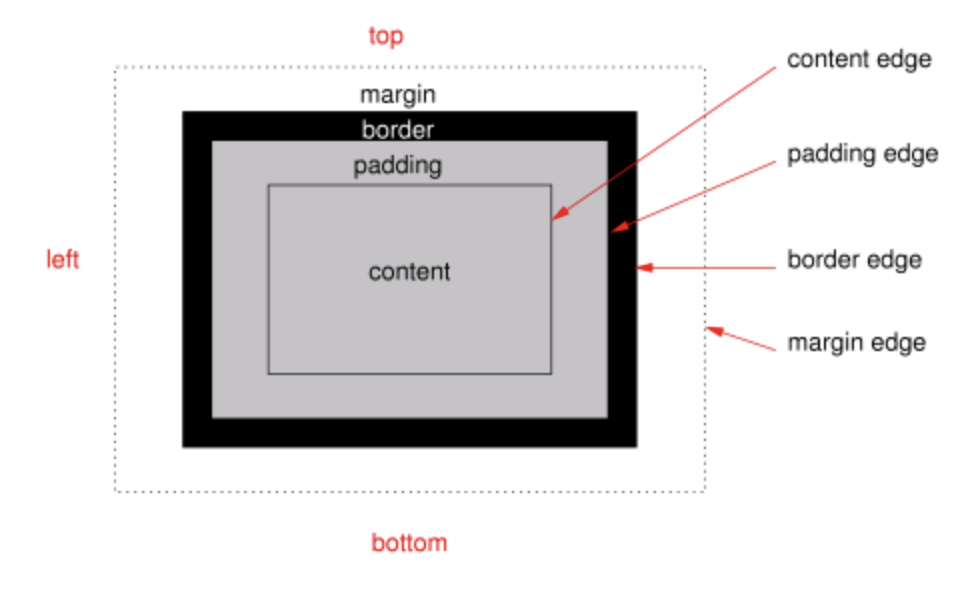 top
content edge
margin
border
padding edge
padding
left
border edge
content
margin edge
bottom